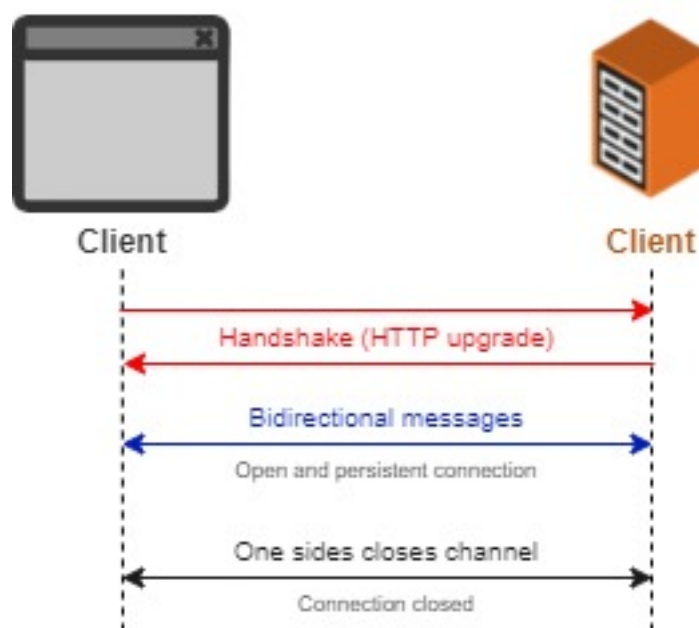 Client
Client
Handshake (HTTP upgrade)
Bidirectional messages
Open and persistent connection
One sides closes channel
Connection closed